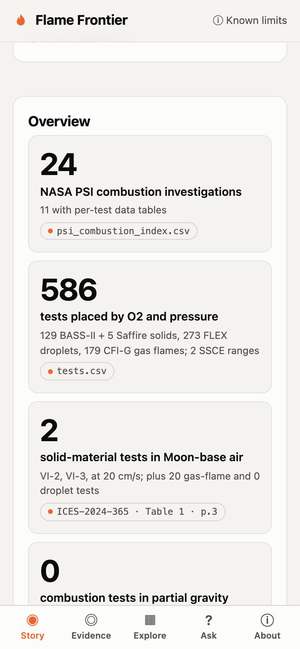 Flame Frontier
ⓘ Known limits
Overview
24
NASA PSI combustion investigations
11 with per-test data tables
psi_combustion_index.csv
586
tests placed by O2 and pressure
129 BASS-II + 5 Saffire solids, 273 FLEX
droplets, 179 CFI-G gas flames; 2 SSCE ranges
tests.csv
2
solid-material tests in Moon-base air
VI-2, VI-3, at 20 cm/s; plus 20 gas-flame and 0
droplet tests
ICES-2024-365 · Table 1 · p.3
0
combustion tests in partial gravity
Story
Evidence
Explore
? Ask
ⓘ About